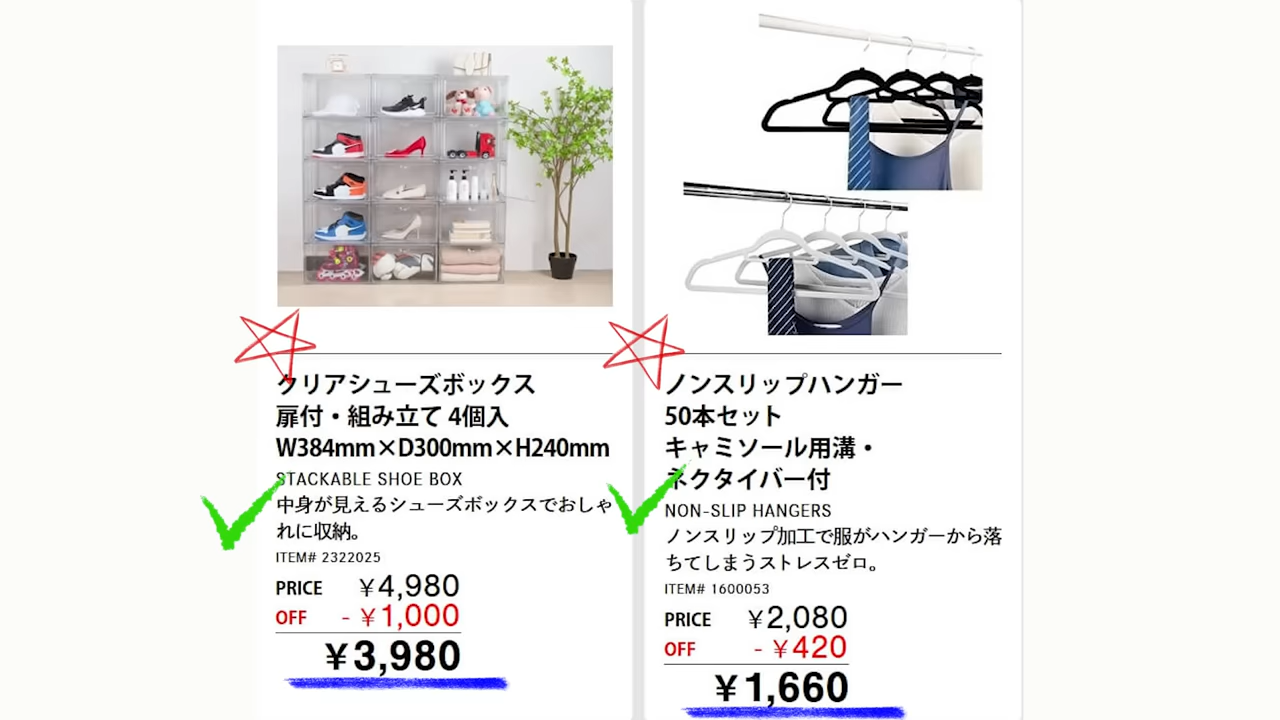 クリアシューズボックス
扉付・組み立て 4個入
W384mm×D300mm×H240mm
STACKABLE SHOE BOX
中身が見えるシューズボックスでおしゃ
れに収納。
ITEM# 2322025
PRICE ¥4,980
OFF - ¥1,000
¥3,980
ノンスリップハンガー
50本セット
キャミソール用溝・
ネクタイバー付
NON-SLIP HANGERS
ノンスリップ加工で服がハンガーから落
ちてしまうストレスゼロ。
ITEM# 1600053
PRICE ¥2,080
OFF - ¥420
¥1,660